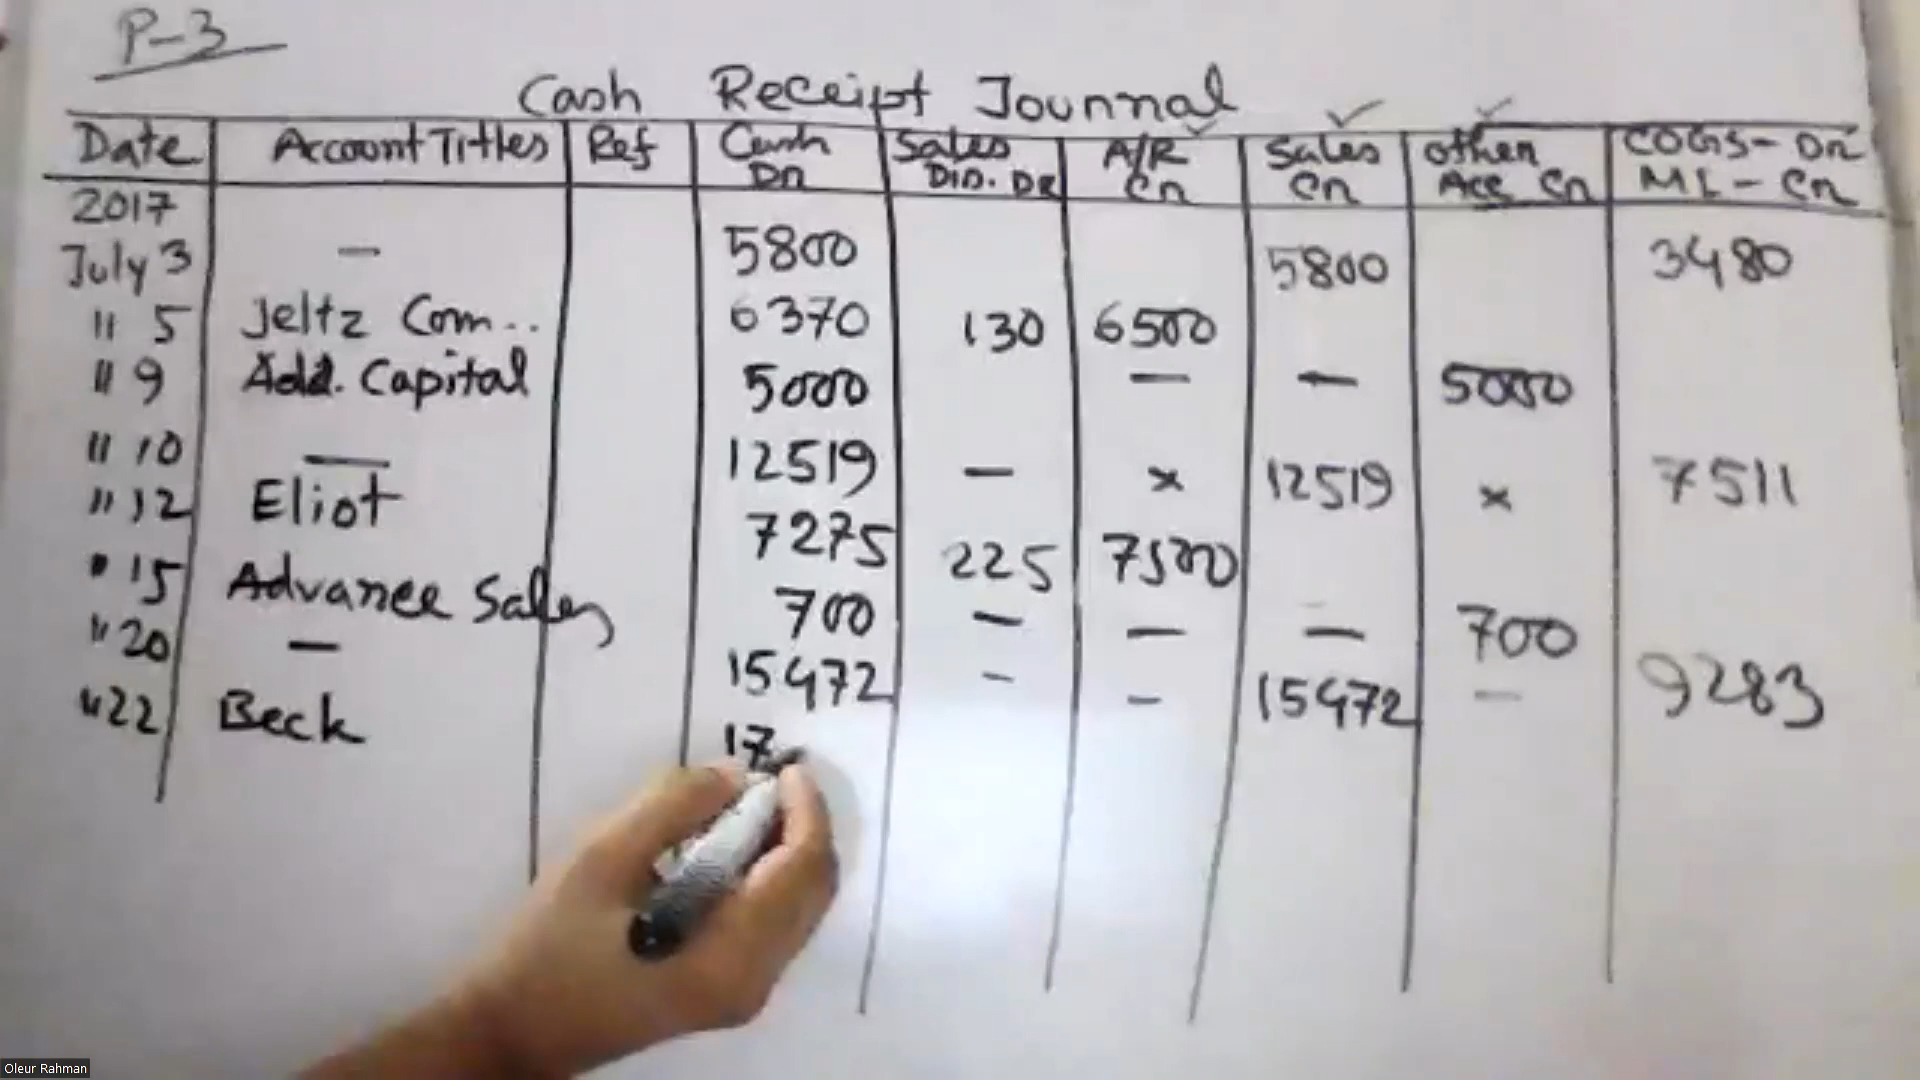 P-3
Cash Receipt Journal
Date Account Titles Ref Cash Dr Sales Dis. Dr A/R Cr Sales Cr Other Acc Cr COGS - Dr MI - Cr
2017
July 3 — 5800 5800 3480
" 5 Jeltz Com.. 6370 130 6500
" 9 Add. Capital 5000 — — 5000
" 10 — 12519 — x 12519 x 7511
" 12 Eliot 7275 225 7500
" 15 Advance Sales 700 — — — 700
" 20 — 15472 - - 15472 - 9283
" 22 Beck 17
Oleur Rahman